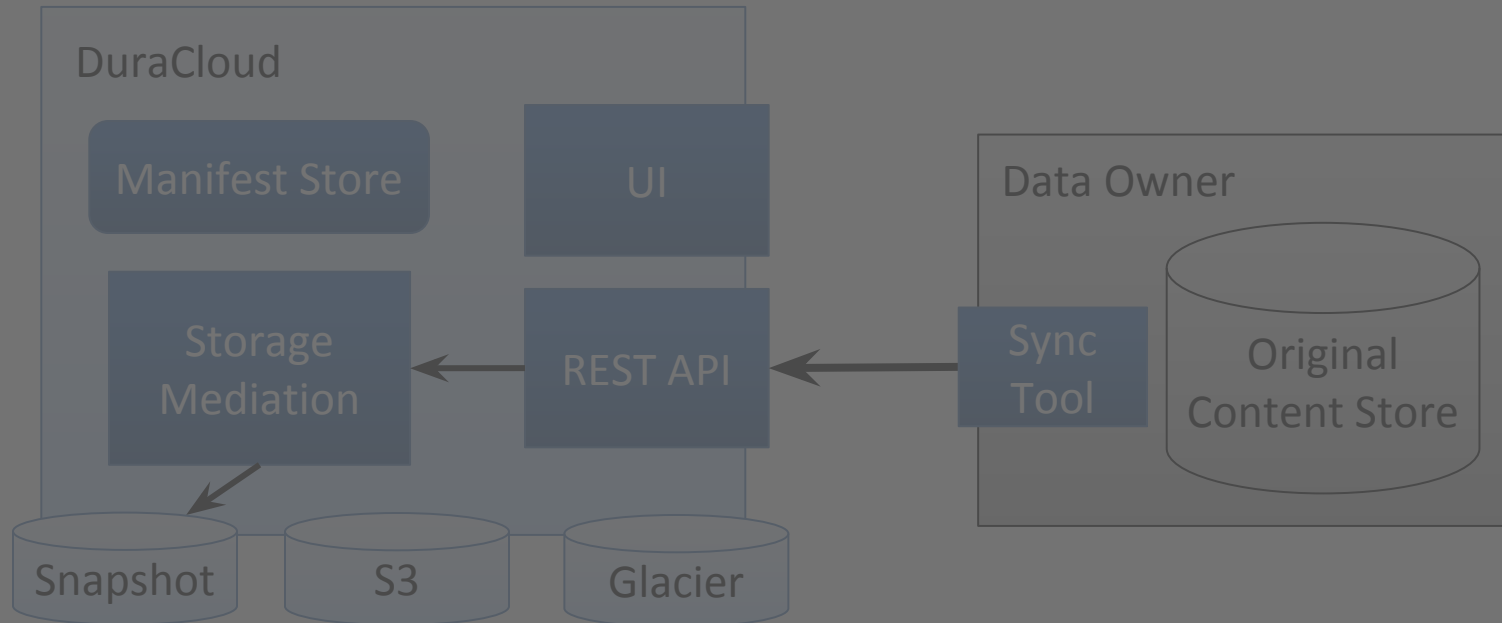 DuraCloud
Manifest Store
UI
Data Owner
Storage
Mediation
REST API
Sync
Tool
Original
Content Store
Snapshot
S3
Glacier